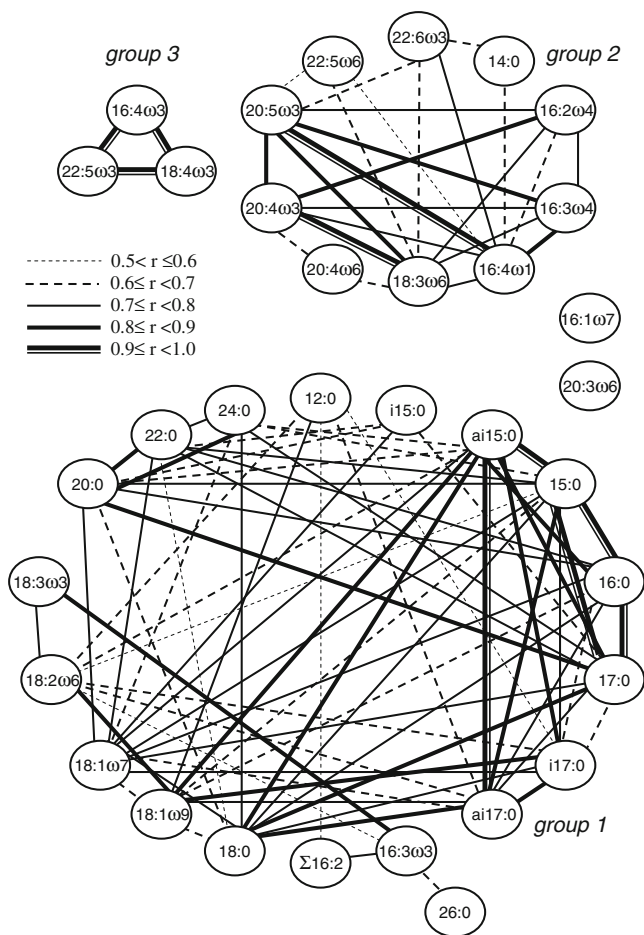 group 3
16:4ω3
22:5ω3
18:4ω3
group 2
22:6ω3
22:5ω6
14:0
20:5ω3
16:2ω4
20:4ω3
16:3ω4
20:4ω6
18:3ω6
16:4ω1
0.5< r ≤0.6
0.6≤ r <0.7
0.7≤ r <0.8
0.8≤ r <0.9
0.9≤ r <1.0
16:1ω7
20:3ω6
12:0
24:0
i15:0
22:0
ai15:0
20:0
15:0
18:3ω3
16:0
18:2ω6
17:0
18:1ω7
i17:0
18:1ω9
ai17:0
group 1
18:0
Σ16:2
16:3ω3
26:0